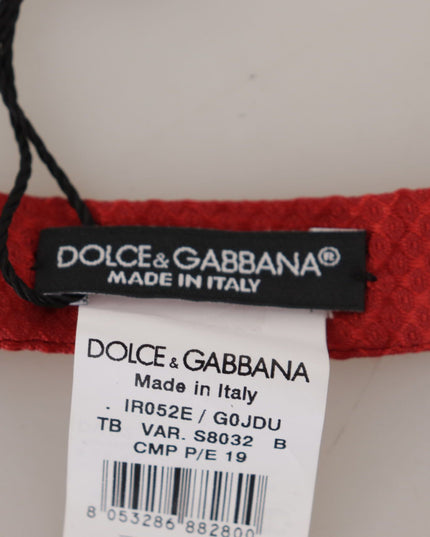 DOLCE & GABBANA®
MADE IN ITALY
DOLCE & GABBANA
Made in Italy
. IR052E / G0JDU
TB VAR. S8032 B
CMP P/E 19
8 053286 882800